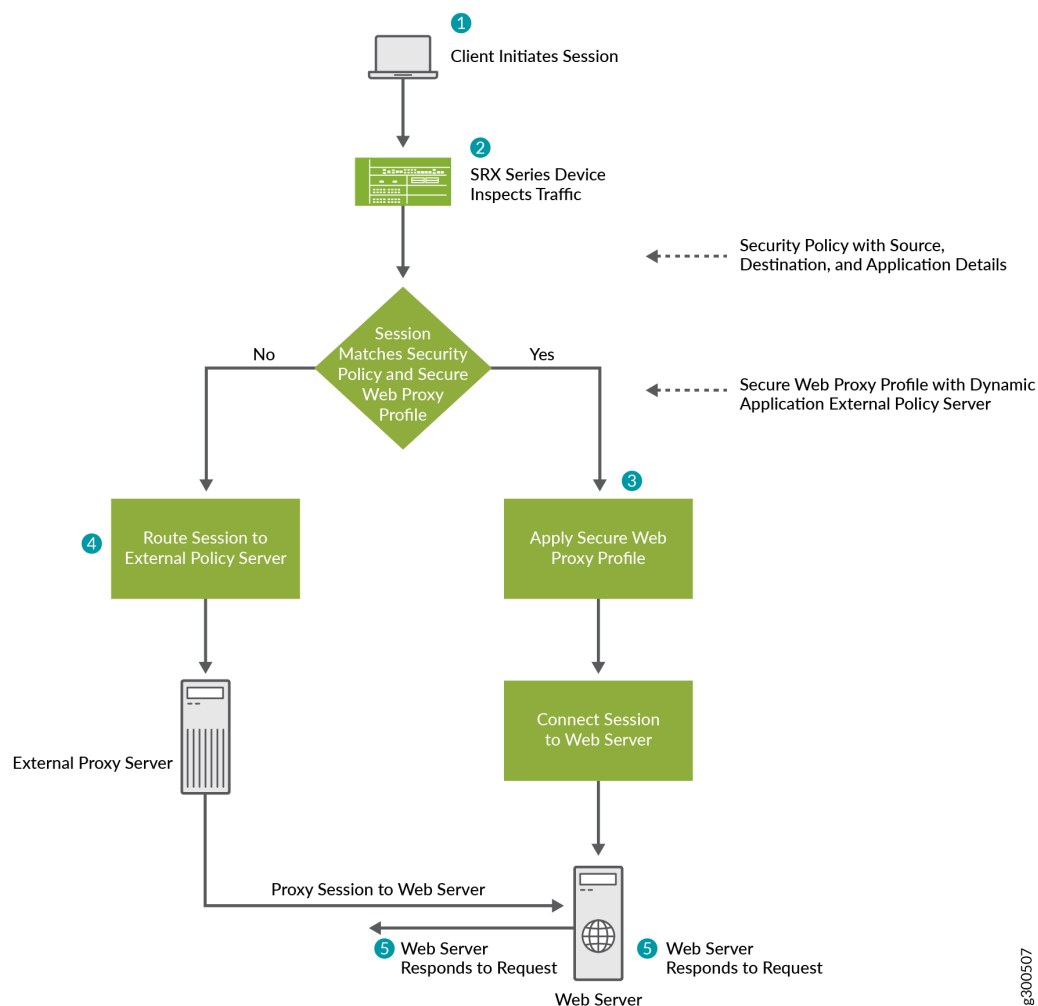 1
Client Initiates Session
2
SRX Series Device
Inspects Traffic
Security Policy with Source,
Destination, and Application Details
Session
Matches Security
Policy and Secure
Web Proxy
Profile
No
Yes
Secure Web Proxy Profile with Dynamic
Application External Policy Server
3
4
Route Session to
External Policy Server
Apply Secure Web
Proxy Profile
Connect Session
to Web Server
External Proxy Server
Proxy Session to Web Server
5 Web Server
Responds to Request
5 Web Server
Responds to Request
Web Server
g300507